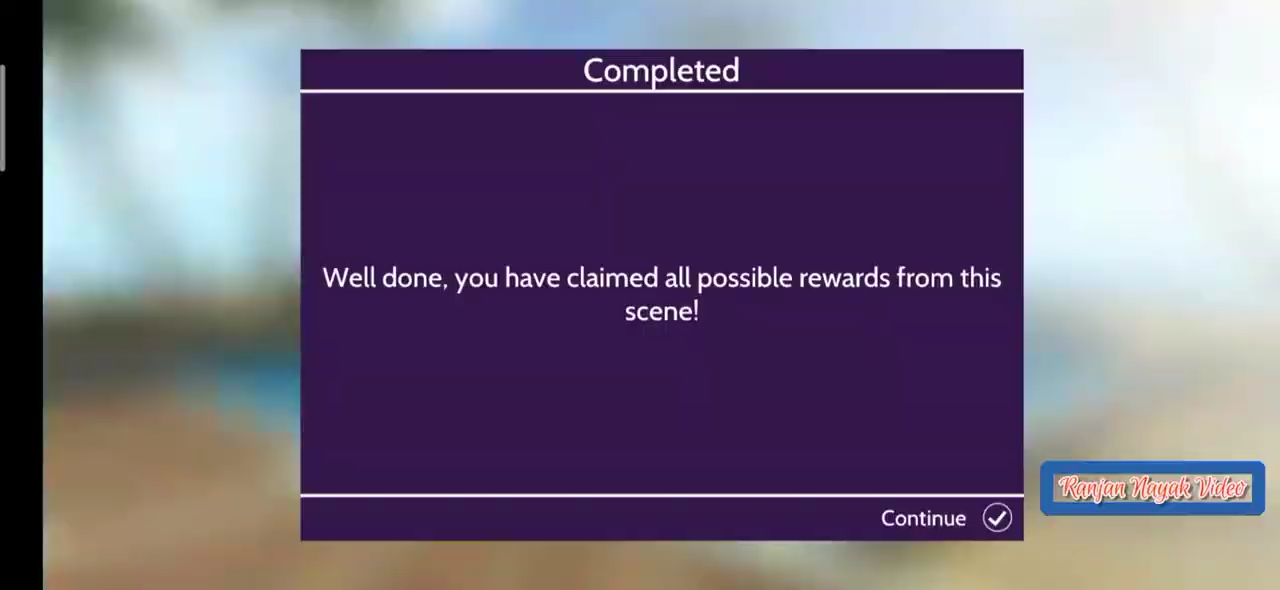 Completed
Well done, you have claimed all possible rewards from this
scene!
Continue
Ranjan Nayak Video